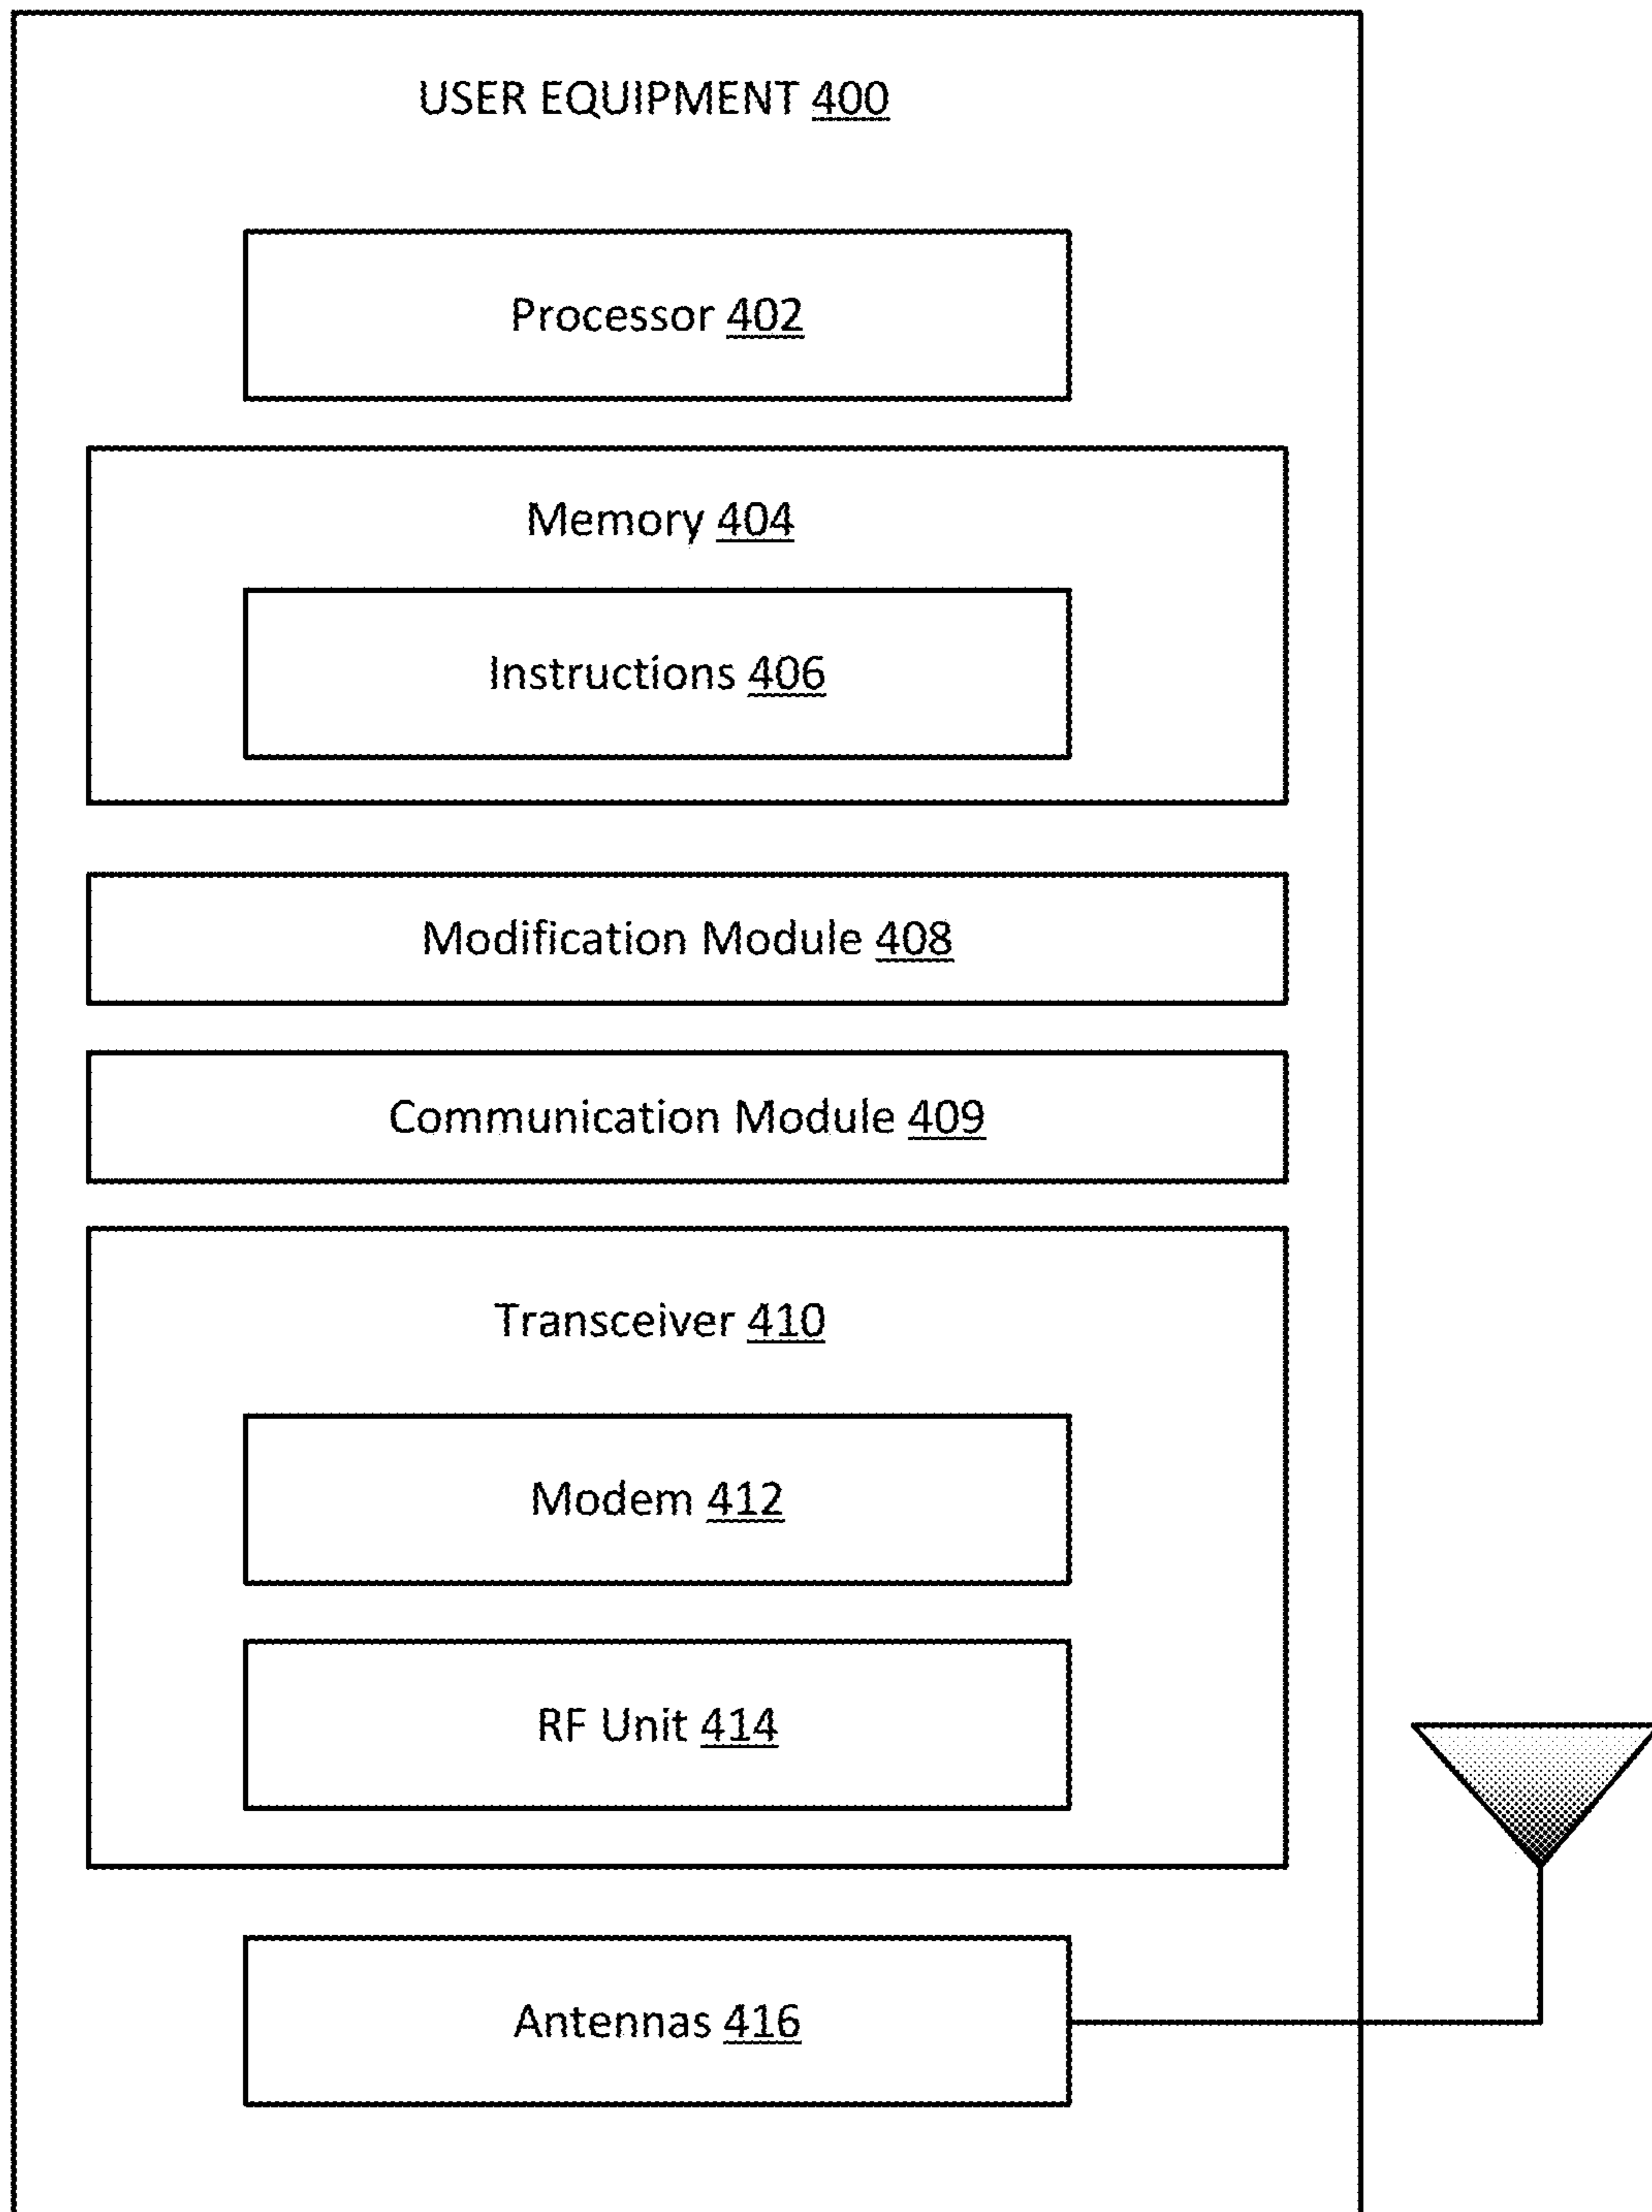 USER EQUIPMENT 400
Processor 402
Memory 404
Instructions 406
Modification Module 408
Communication Module 409
Transceiver 410
Modem 412
RF Unit 414
Antennas 416